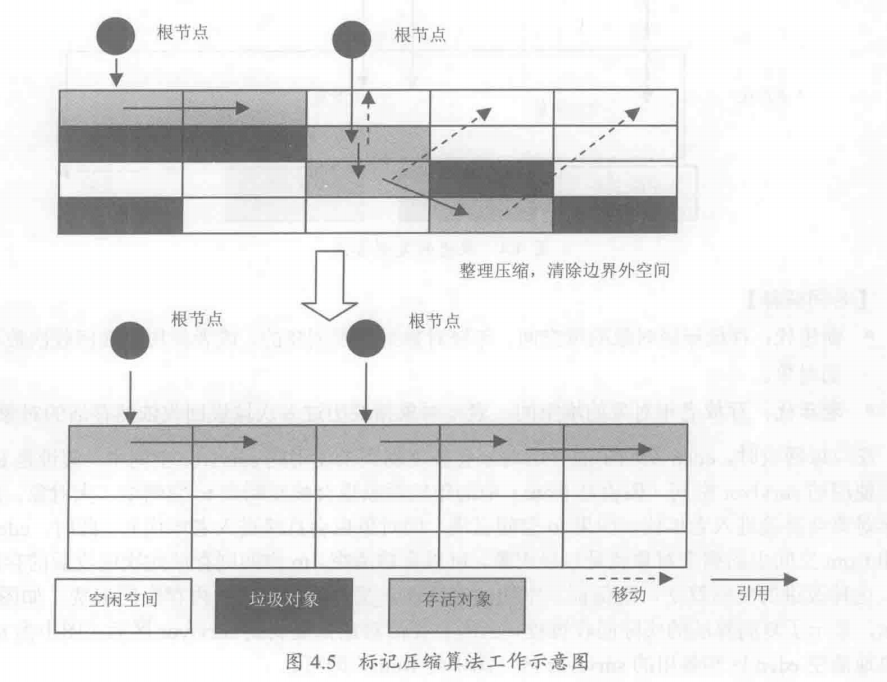 根节点
根节点
整理压缩，清除边界外空间
根节点
根节点
空闲空间
垃圾对象
存活对象
移动
引用
图 4.5 标记压缩算法工作示意图